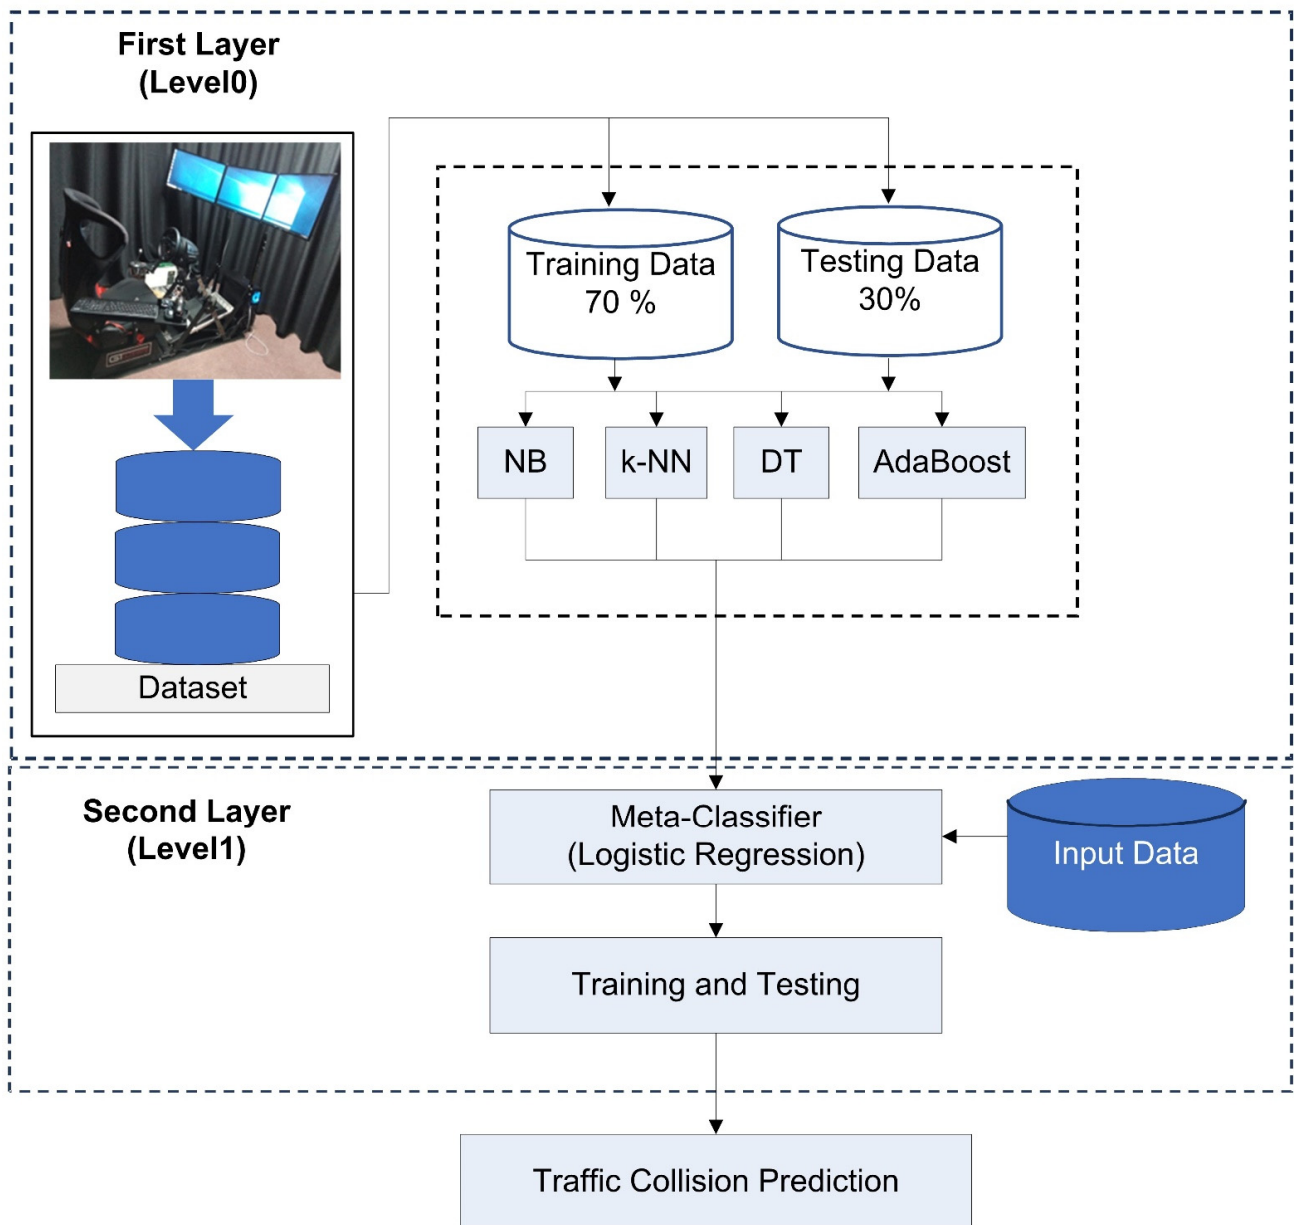 First Layer
(Level0)
Training Data
70 %
Testing Data
30%
NB
k-NN
DT
AdaBoost
Dataset
Second Layer
(Level1)
Meta-Classifier
(Logistic Regression)
Input Data
Training and Testing
Traffic Collision Prediction